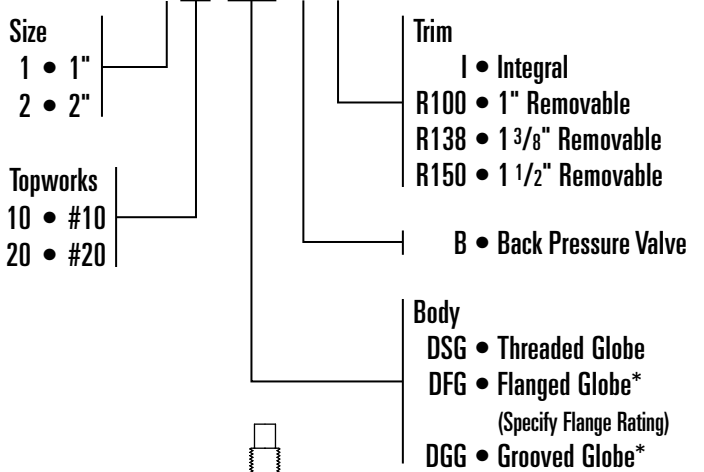 Size
1 • 1"
2 • 2"
Topworks
10 • #10
20 • #20
Trim
I • Integral
R100 • 1" Removable
R138 • 1 3/8" Removable
R150 • 1 1/2" Removable
B • Back Pressure Valve
Body
DSG • Threaded Globe
DFG • Flanged Globe*
(Specify Flange Rating)
DGG • Grooved Globe*